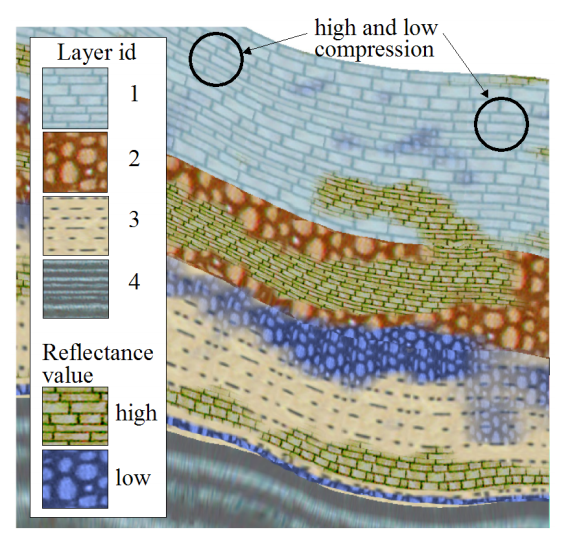 high and low
compression
Layer id
1
2
3
4
Reflectance
value
high
low